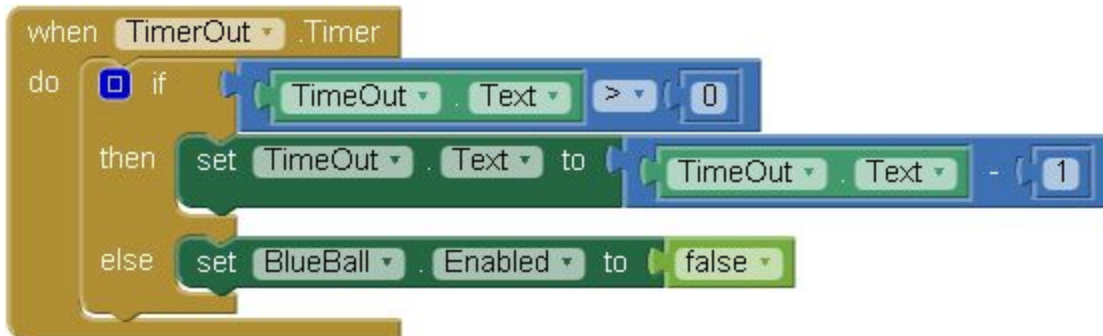 when TimerOut .Timer
do if TimeOut . Text > 0
then set TimeOut . Text to TimeOut . Text - 1
else set BlueBall . Enabled to false